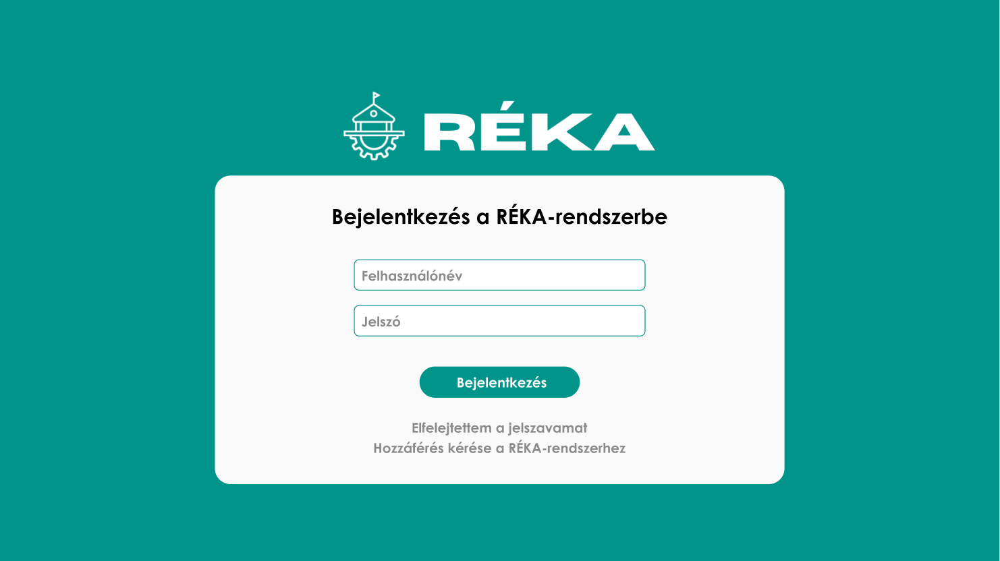 RÉKA
Bejelentkezés a RÉKA-rendszerbe
Felhasználónév
Jelszó
Bejelentkezés
Elfelejtettem a jelszavamat
Hozzáférés kérése a RÉKA-rendszerhez